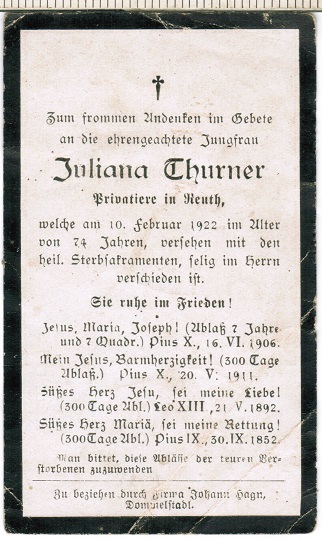 Zum frommen Andenken im Gebete
an die ehrengeachtete Jungfrau
Juliana Thurner
Privatiere in Reuth,
welche am 10. Februar 1922 im Alter
von 74 Jahren, versehen mit den
heil. Sterbsakramenten, selig im Herrn
verschieden ist.
Sie ruhe im Frieden!
Jesus, Maria, Joseph! (Ablaß 7 Jahre
und 7 Quadr.) Pius X., 16. VI. 1906.
Mein Jesus, Barmherzigkeit! (300 Tage
Ablaß.) Pius X., 20. V. 1911.
Süßes Herz Jesu, sei meine Liebe!
(300 Tage Abl.) Leo XIII, 21. V. 1892.
Süßes Herz Mariä, sei meine Rettung!
(300 Tage Abl.) Pius IX., 30. IX. 1852.
Man bittet, diese Ablässe der teuren Ver-
storbenen zuzuwenden
Zu beziehen durch Firma Johann Hagn,
Dommelstadl.